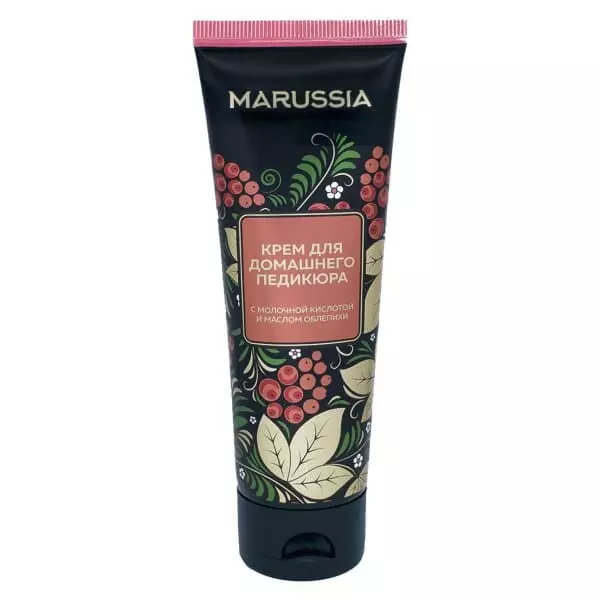 MARUSSIA
КРЕМ ДЛЯ
ДОМАШНЕГО
ПЕДИКЮРА
С МОЛОЧНОЙ КИСЛОТОЙ
И МАСЛОМ ОБЛЕПИХИ